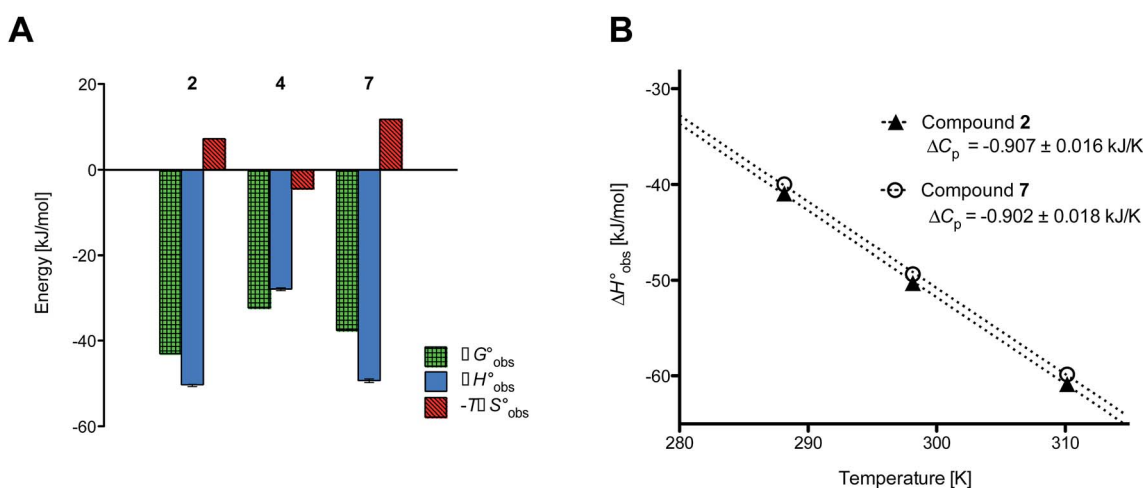 A
20
0
-20
-40
-60
Energy [kJ/mol]
2 4 7
▯ G°obs
▯ H°obs
-T▯ S°obs
B
-30
-40
-50
-60
ΔH°obs [kJ/mol]
280 290 300 310
Temperature [K]
Compound 2
ΔCp = -0.907 ± 0.016 kJ/K
Compound 7
ΔCp = -0.902 ± 0.018 kJ/K